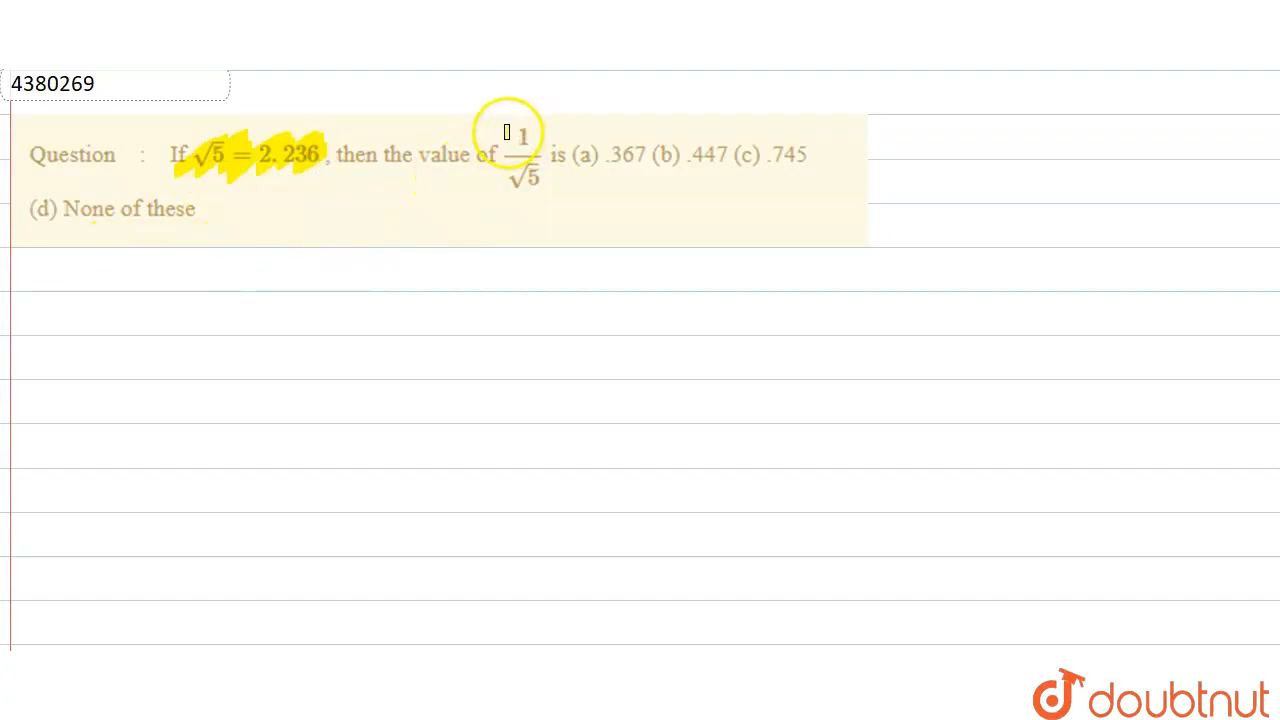 4380269
Question : If √5 = 2. 236 , then the value of 1/√5 is (a) .367 (b) .447 (c) .745
(d) None of these
doubtnut